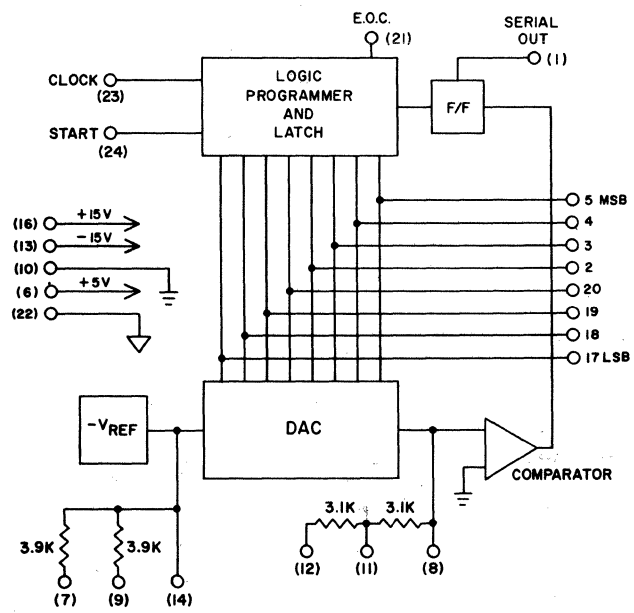 E.O.C.
(21)
SERIAL
OUT
(1)
CLOCK
(23)
START
(24)
LOGIC
PROGRAMMER
AND
LATCH
F/F
5 MSB
4
3
2
20
19
18
17 LSB
(16) +15V
(13) -15V
(10)
(6) +5V
(22)
-VREF
DAC
COMPARATOR
3.9K
3.9K
3.1K
3.1K
(7)
(9)
(14)
(12)
(11)
(8)